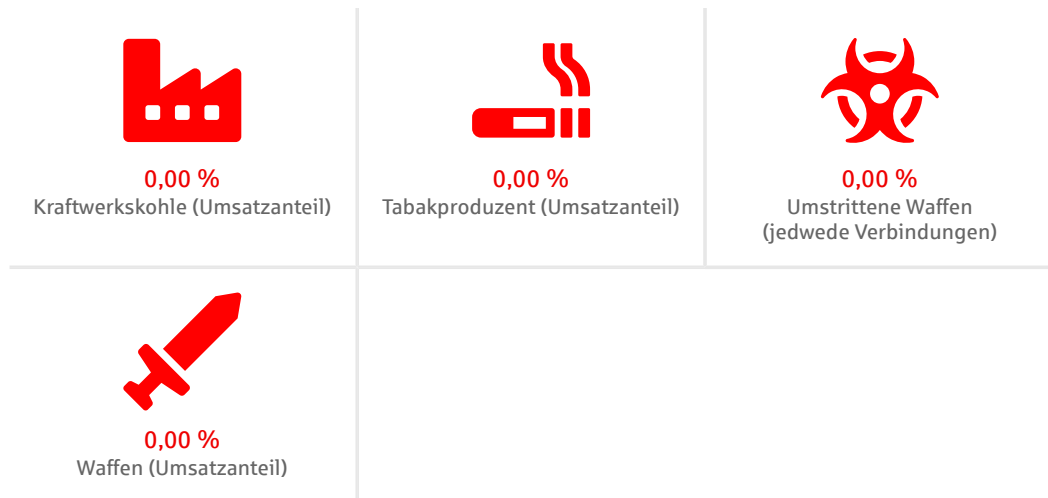 0,00 %
Kraftwerkskohle (Umsatzanteil)
0,00 %
Tabakproduzent (Umsatzanteil)
0,00 %
Umstrittene Waffen
(jedwede Verbindungen)
0,00 %
Waffen (Umsatzanteil)